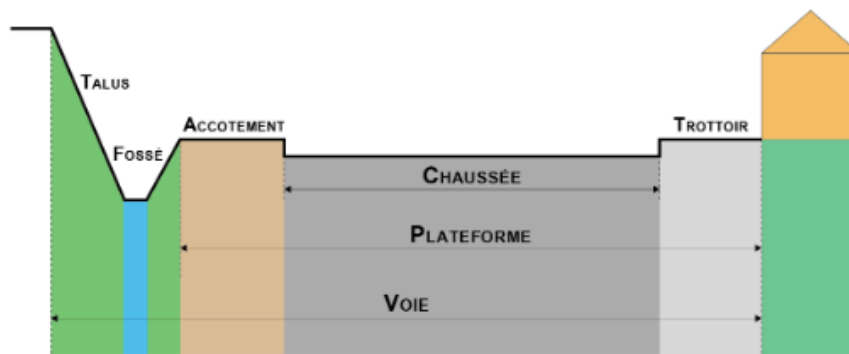 TALUS
ACCOTEMENT
TROTTOIR
FOSSÉ
CHAUSSÉE
PLATEFORME
VOIE